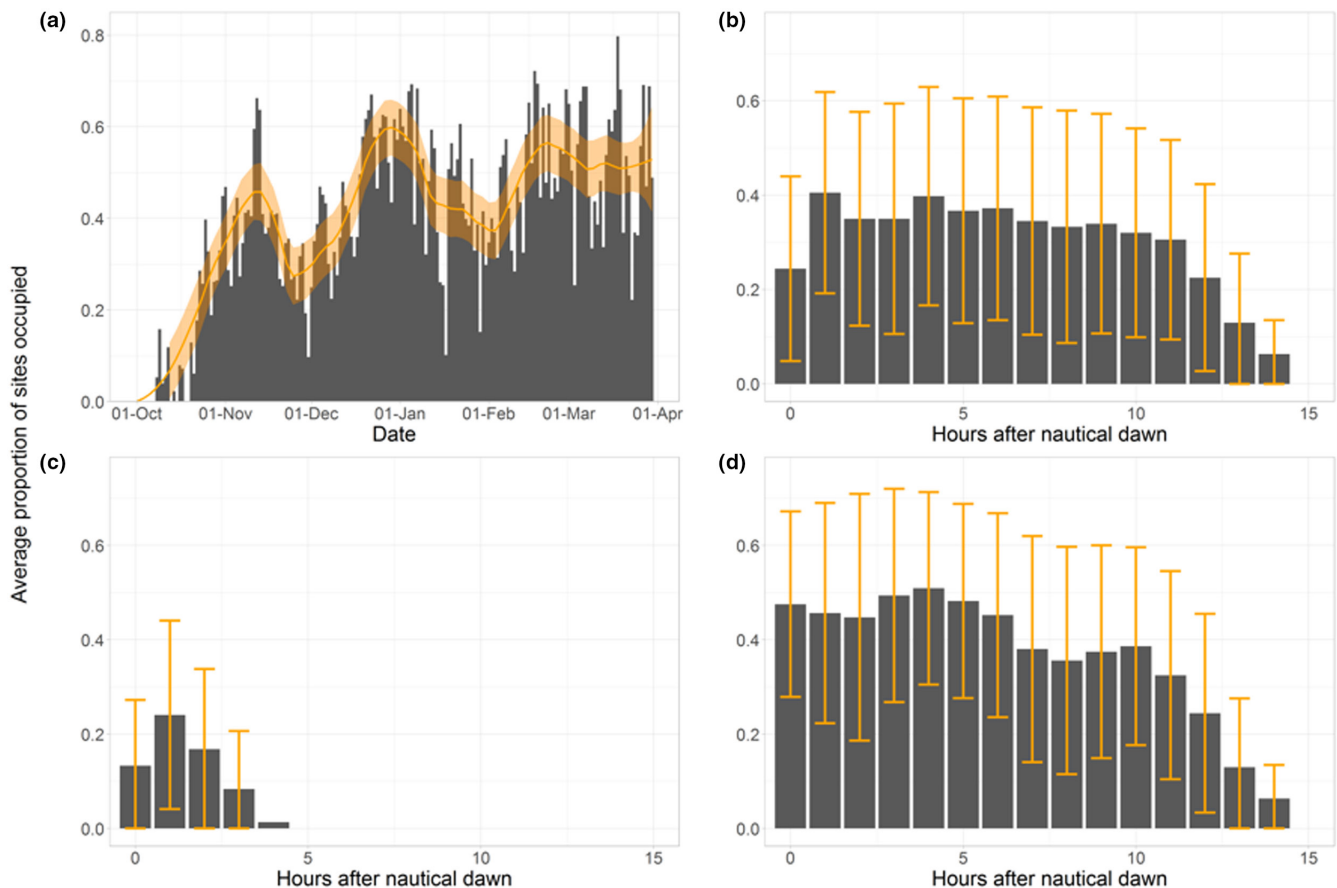 Average proportion of sites occupied
(a)
0.8
0.6
0.4
0.2
0.0
01-Oct 01-Nov 01-Dec 01-Jan 01-Feb 01-Mar 01-Apr
Date
(b)
0.6
0.4
0.2
0.0
0 5 10 15
Hours after nautical dawn
(c)
0.6
0.4
0.2
0.0
0 5 10 15
Hours after nautical dawn
(d)
0.6
0.4
0.2
0.0
0 5 10 15
Hours after nautical dawn